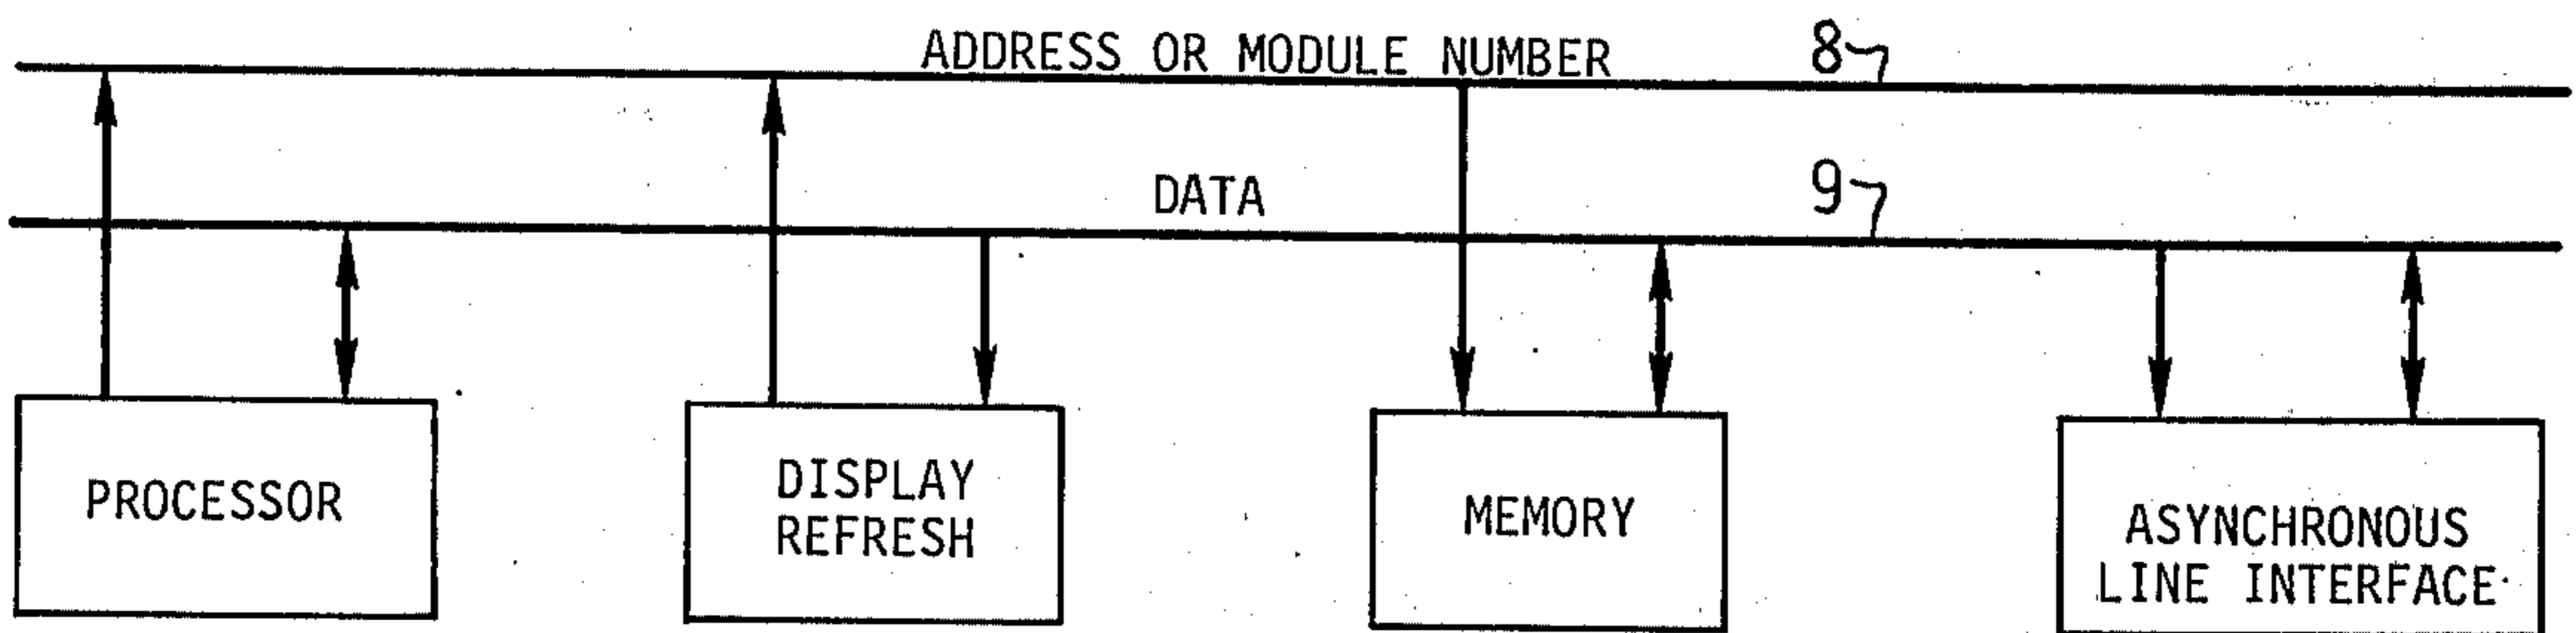 ADDRESS OR MODULE NUMBER 8
DATA 9
PROCESSOR
DISPLAY
REFRESH
MEMORY
ASYNCHRONOUS
LINE INTERFACE